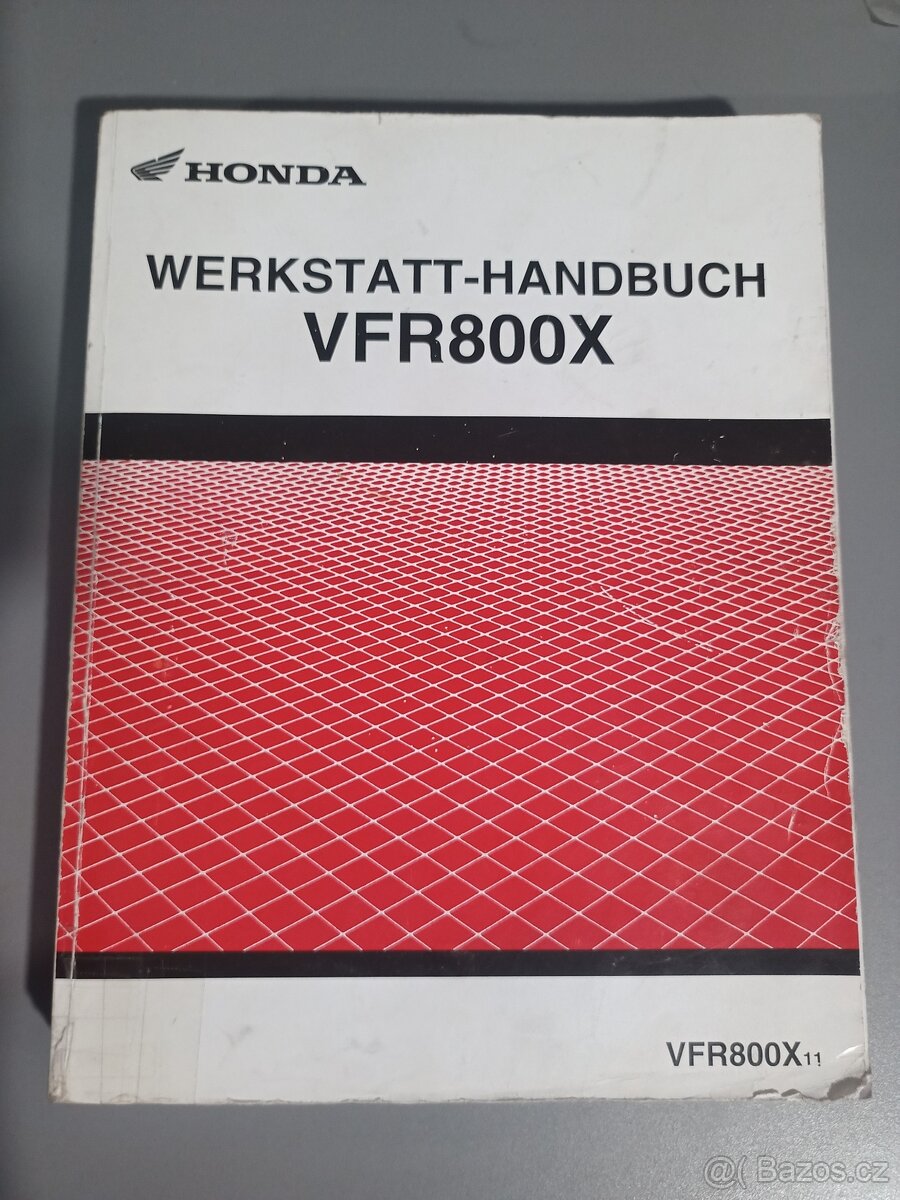 HONDA
WERKSTATT-HANDBUCH
VFR800X
VFR800X11
@( Bazos.cz